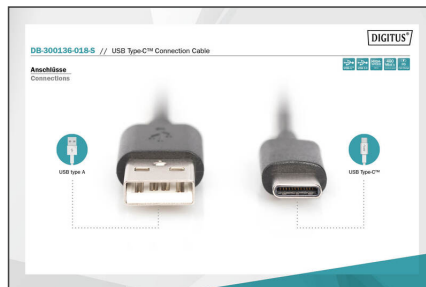 DIGITUS®
DB-300136-018-S // USB Type-C™ Connection Cable
Anschlüsse
Connections
USB type A
USB Type-C™